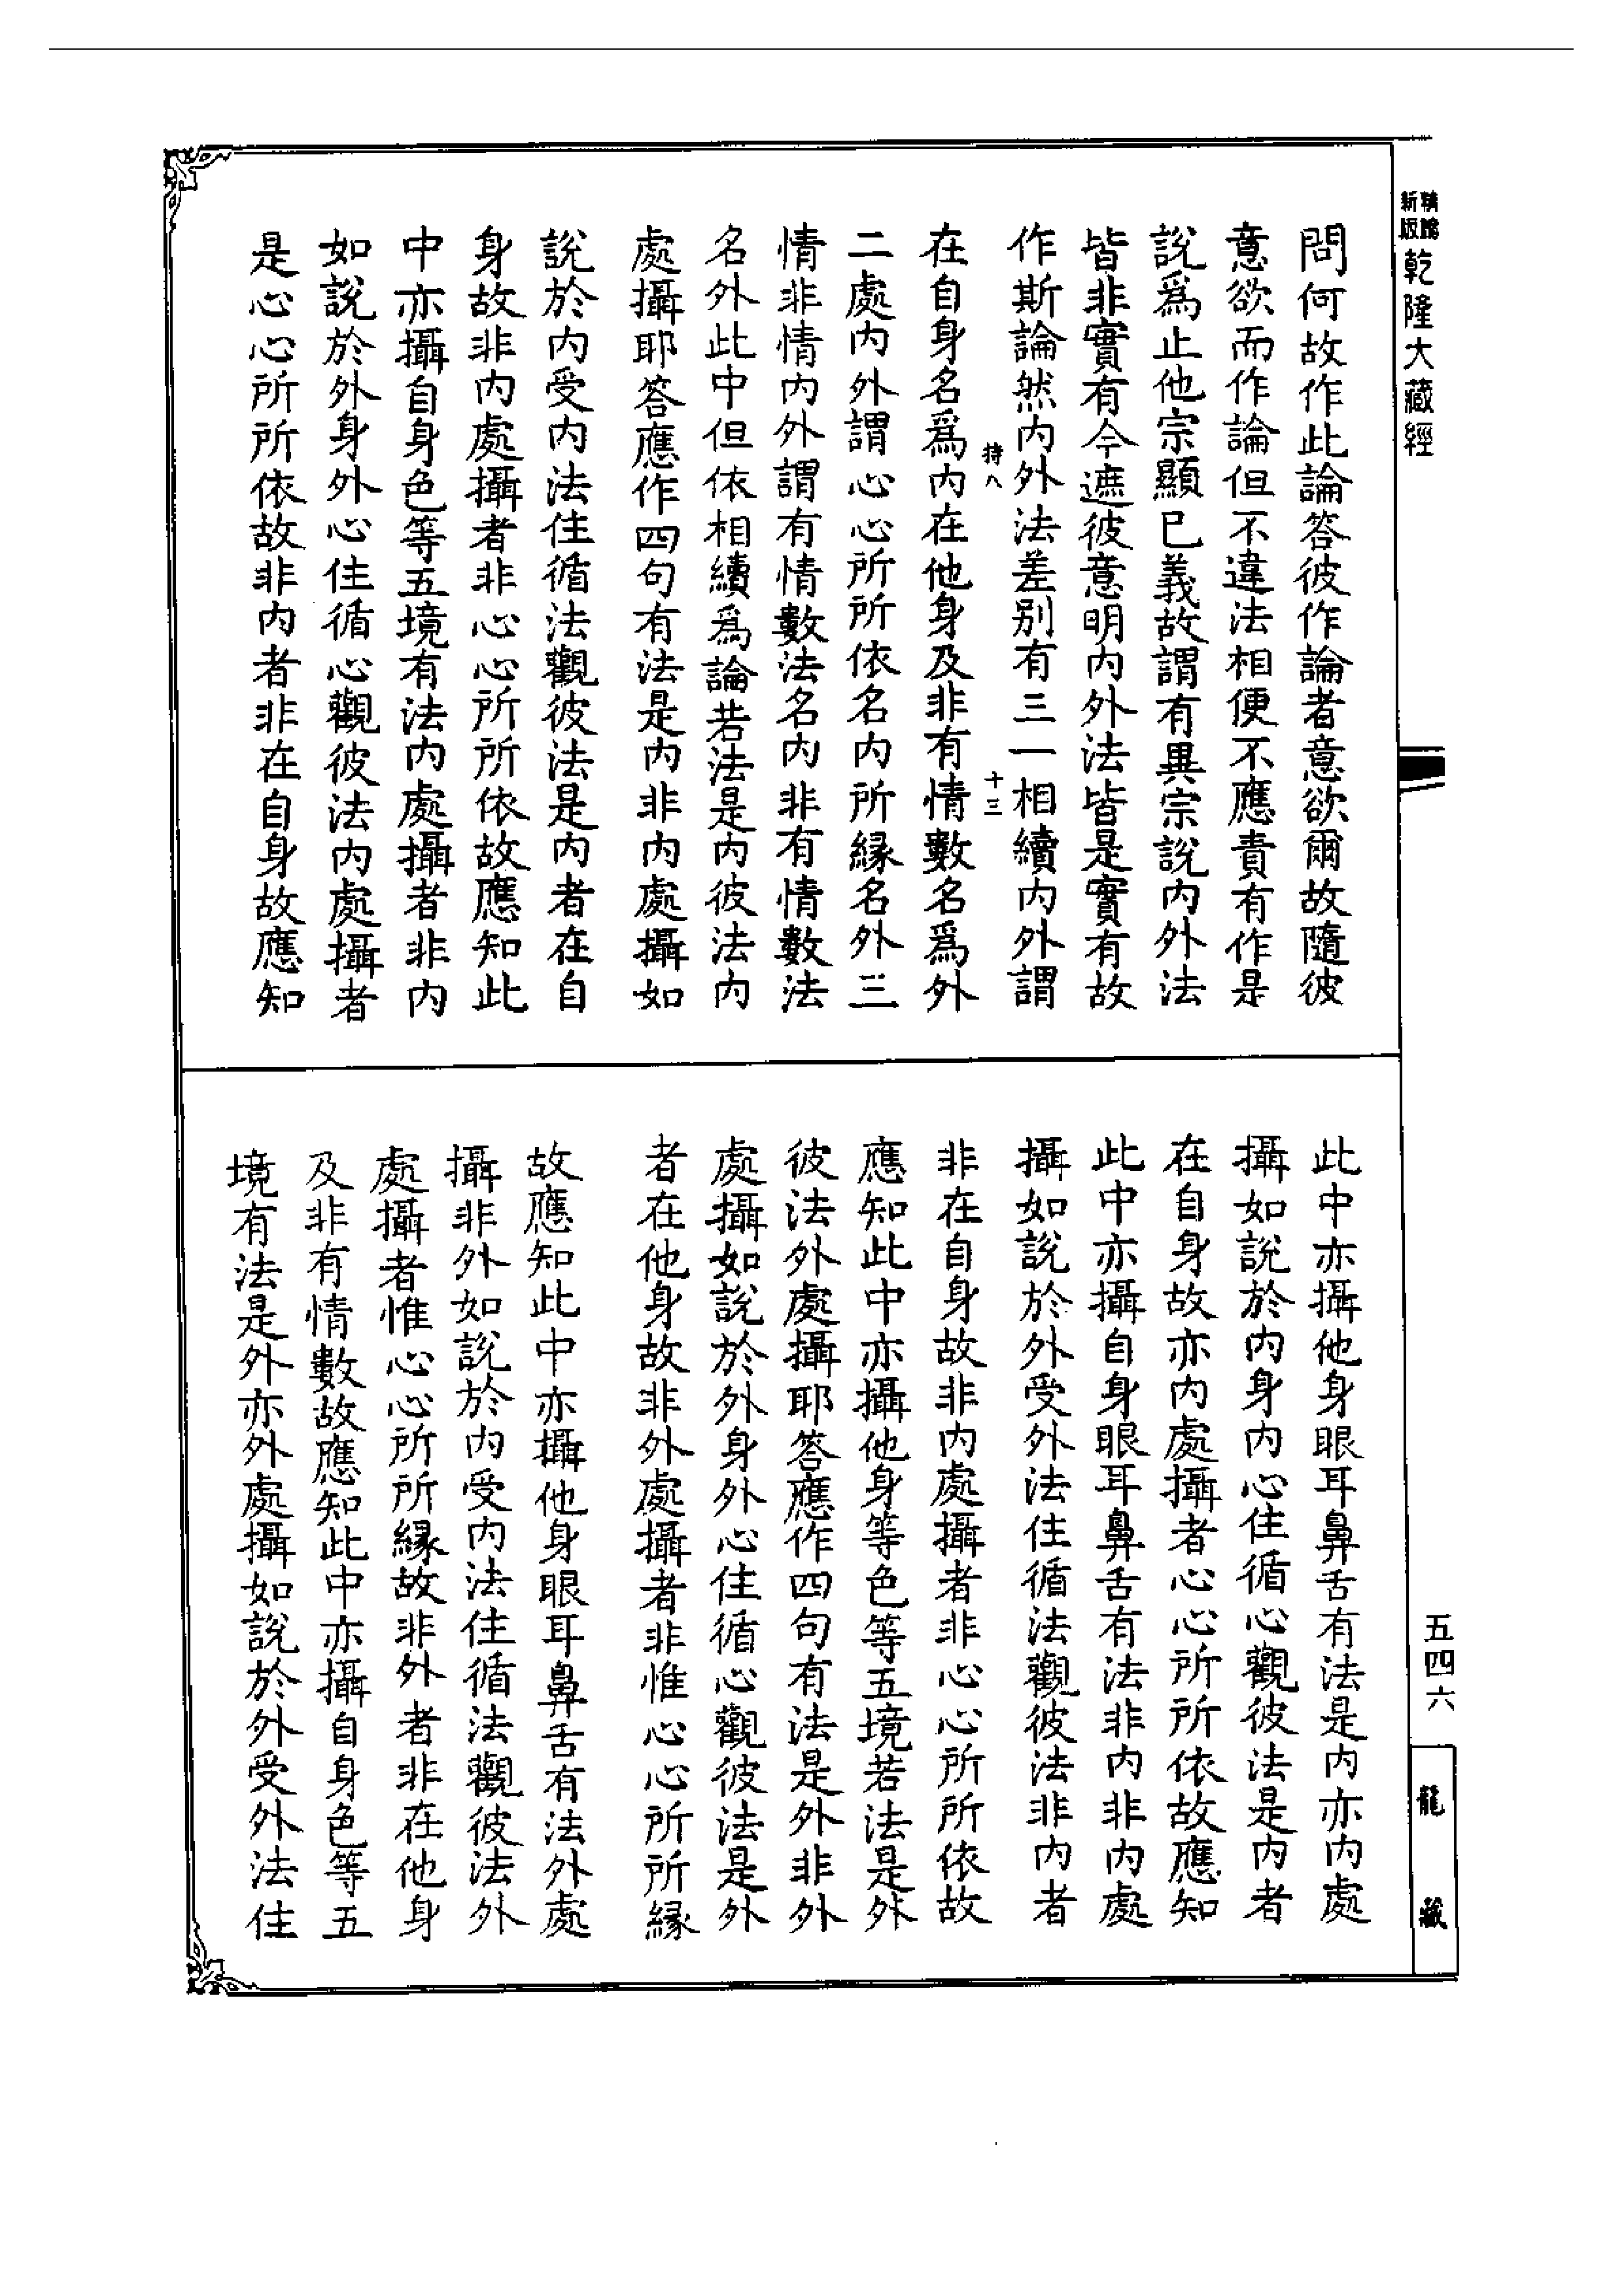 新版 精縮 乾隆大藏經
問何故作此論答彼作論者意欲爾故隨彼
意欲而作論但不違法相便不應責有作是
說爲止他宗顯已義故謂有異宗說內外法
皆非實有今遮彼意明內外法皆是實有故
作斯論然內外法差別有三一相續內外謂
持八 十三
在自身名爲內在他身及非有情數名爲外
二處內外謂心心所所依名內所緣名外三
情非情內外謂有情數法名內非有情數法
名外此中但依相續爲論若法是內彼法內
處攝耶答應作四句有法是內非內處攝如
說於內受內法住循法觀彼法是內者在自
身故非內處攝者非心心所所依故應知此
中亦攝自身色等五境有法內處攝者非內
如說於外身外心住循心觀彼法內處攝者
是心心所所依故非內者非在自身故應知
此中亦攝他身眼耳鼻舌有法是內亦內處
攝如說於內身內心住循心觀彼法是內者
在自身故亦內處攝者心心所所依故應知
此中亦攝自身眼耳鼻舌有法非內非內處
攝如說於外受外法住循法觀彼法非內者
非在自身故非內處攝者非心心所所依故
應知此中亦攝他身等色等五境若法是外
彼法外處攝耶答應作四句有法是外非外
處攝如說於外身外心住循心觀彼法是外
者在他身故非外處攝者非惟心心所所緣
故應知此中亦攝他身眼耳鼻舌有法外處
攝非外如說於內受內法住循法觀彼法外
處攝者惟心心所所緣故非外者非在他身
及非有情數故應知此中亦攝自身色等五
境有法是外亦外處攝如說於外受外法住
五四六
龍藏